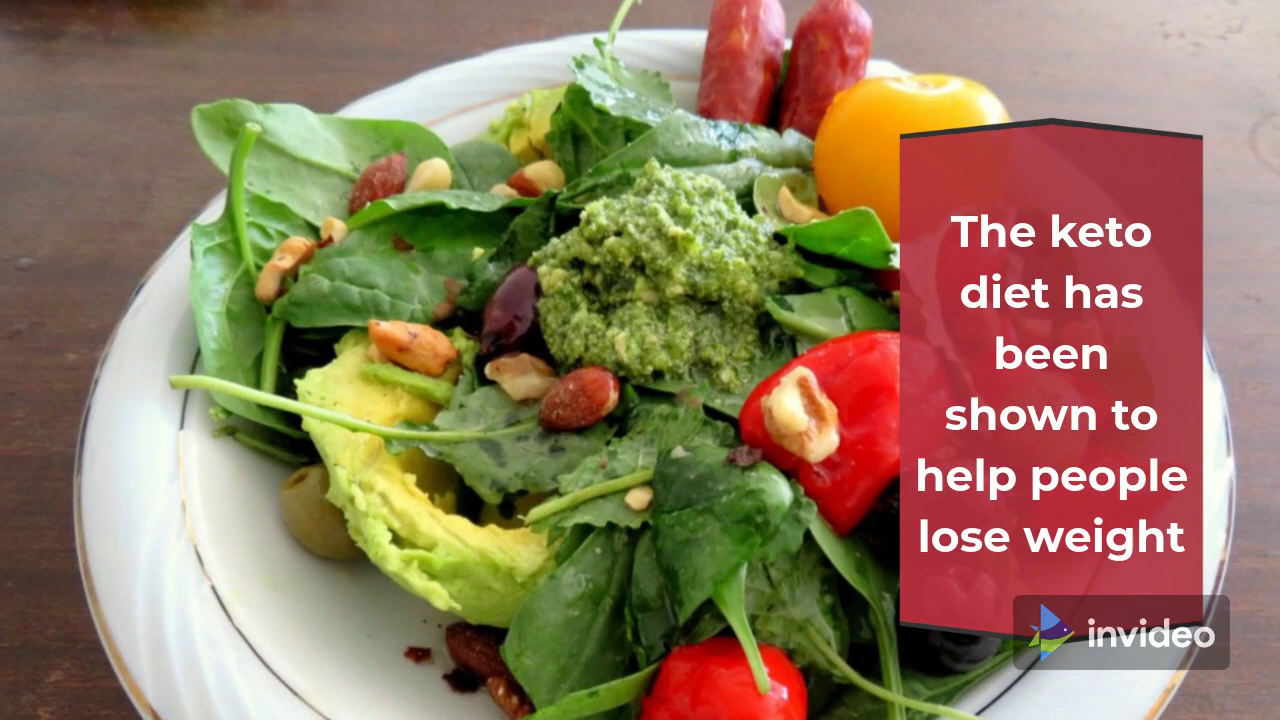 The keto
diet has
been
shown to
help people
lose weight
invideo